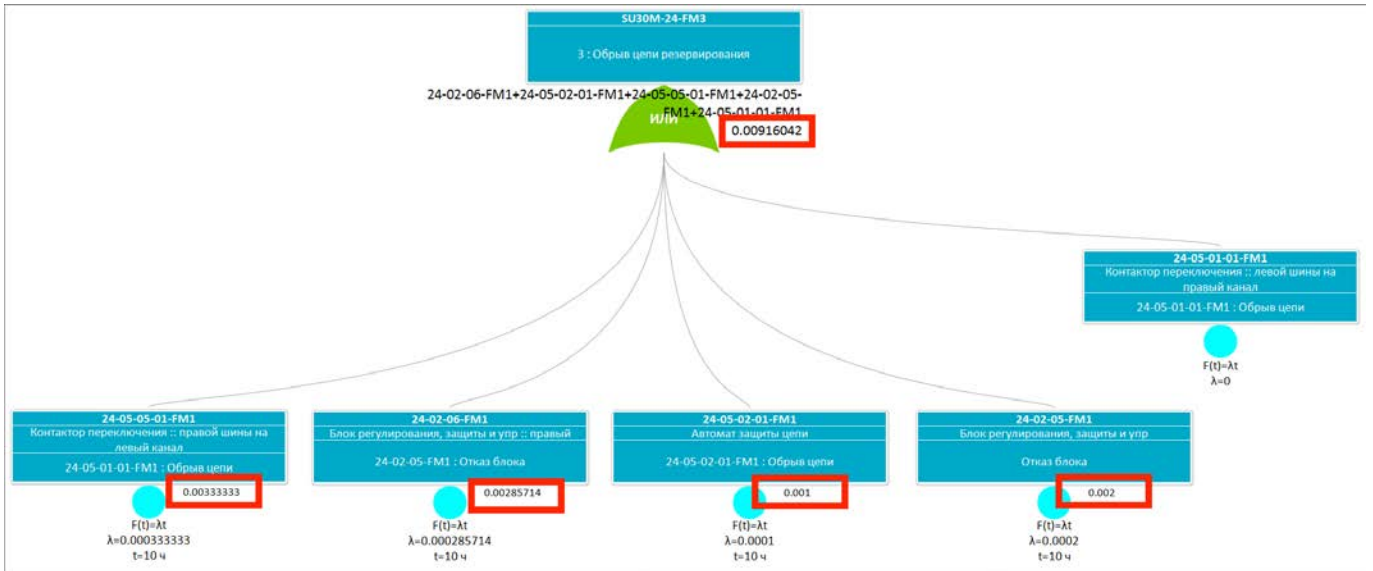 SU30M-24-FM3
3 : Обрыв цепи резервирования
24-02-06-FM1+24-05-02-01-FM1+24-05-05-01-FM1+24-02-05-
FM1+24-05-01-01-FM1
ИЛИ
0.00916042
24-05-01-01-FM1
Контактор переключения :: левой шины на
правый канал
24-05-01-01-FM1 : Обрыв цепи
F(t)=λt
λ=0
24-05-05-01-FM1
Контактор переключения :: правой шины на
левый канал
24-05-01-01-FM1 : Обрыв цепи
0.00333333
F(t)=λt
λ=0.000333333
t=10 ч
24-02-06-FM1
Блок регулирования, защиты и упр :: правый
24-02-05-FM1 : Отказ блока
0.00285714
F(t)=λt
λ=0.000285714
t=10 ч
24-05-02-01-FM1
Автомат защиты цепи
24-05-02-01-FM1 : Обрыв цепи
0.001
F(t)=λt
λ=0.0001
t=10 ч
24-02-05-FM1
Блок регулирования, защиты и упр
Отказ блока
0.002
F(t)=λt
λ=0.0002
t=10 ч